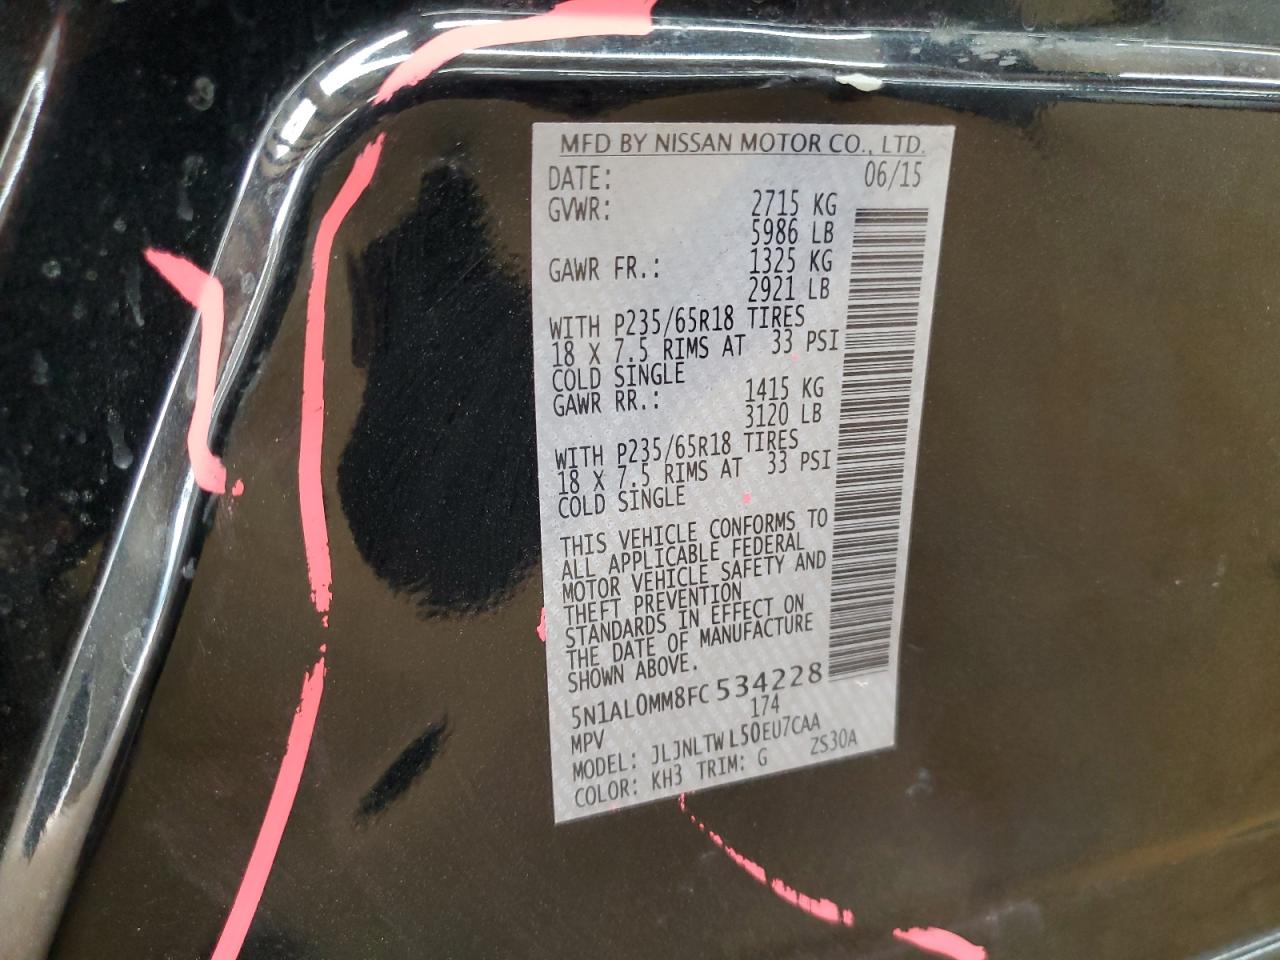 MFD BY NISSAN MOTOR CO., LTD.
DATE: 06/15
GVWR: 2715 KG
5986 LB
GAWR FR.: 1325 KG
2921 LB
WITH P235/65R18 TIRES
18 X 7.5 RIMS AT 33 PSI
COLD SINGLE
GAWR RR.: 1415 KG
3120 LB
WITH P235/65R18 TIRES
18 X 7.5 RIMS AT 33 PSI
COLD SINGLE
THIS VEHICLE CONFORMS TO
ALL APPLICABLE FEDERAL
MOTOR VEHICLE SAFETY AND
THEFT PREVENTION
STANDARDS IN EFFECT ON
THE DATE OF MANUFACTURE
SHOWN ABOVE.
5N1AL0MM8FC534228
MPV 174
MODEL: JLJNLTWL50EU7CAA
COLOR: KH3 TRIM: G ZS30A